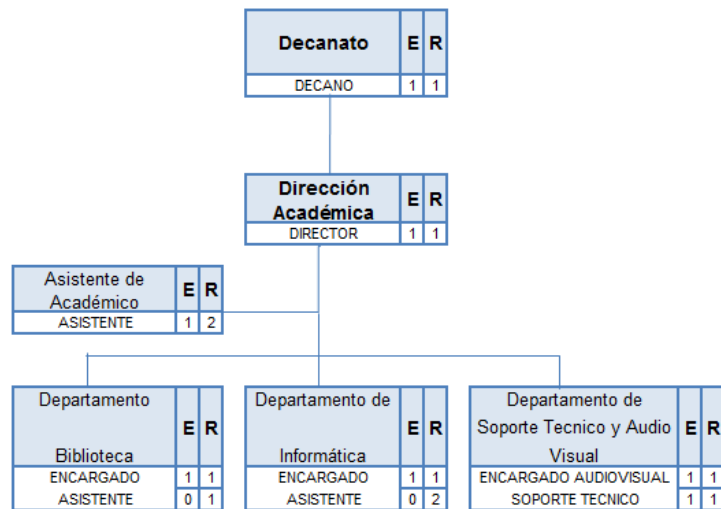 Decanato E R
DECANO 1 1
Dirección
Académica E R
DIRECTOR 1 1
Asistente de
Académico E R
ASISTENTE 1 2
Departamento
Biblioteca E R
ENCARGADO 1 1
ASISTENTE 0 1
Departamento de
Informática E R
ENCARGADO 1 1
ASISTENTE 0 2
Departamento de
Soporte Tecnico y Audio E R
Visual
ENCARGADO AUDIOVISUAL 1 1
SOPORTE TECNICO 1 1